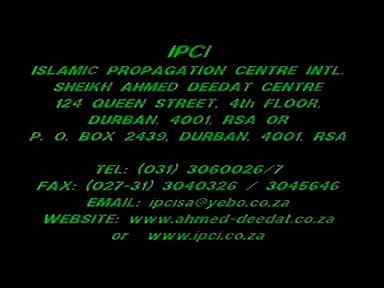 IPCI
ISLAMIC PROPAGATION CENTRE INTL.
SHEIKH AHMED DEEDAT CENTRE
124 QUEEN STREET, 4th FLOOR,
DURBAN, 4001, RSA OR
P. O. BOX 2439, DURBAN, 4001, RSA
TEL: (031) 3060026/7
FAX: (027-31) 3040326 / 3045646
EMAIL: ipcisa@yebo.co.za
WEBSITE: www.ahmed-deedat.co.za
or www.ipci.co.za